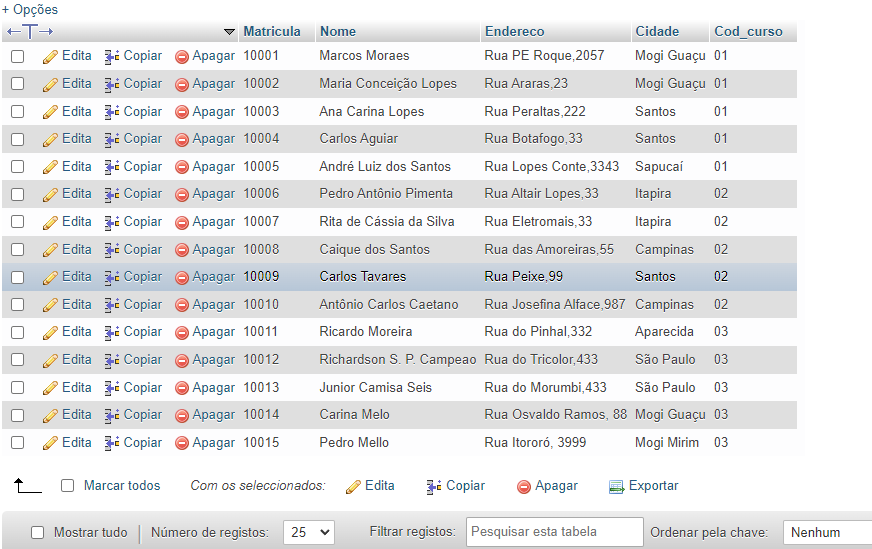 + Opções
Matricula Nome Endereco Cidade Cod_curso
Edita Copiar Apagar 10001 Marcos Moraes Rua PE Roque,2057 Mogi Guaçu 01
Edita Copiar Apagar 10002 Maria Conceição Lopes Rua Araras,23 Mogi Guaçu 01
Edita Copiar Apagar 10003 Ana Carina Lopes Rua Peraltas,222 Santos 01
Edita Copiar Apagar 10004 Carlos Aguiar Rua Botafogo,33 Santos 01
Edita Copiar Apagar 10005 André Luiz dos Santos Rua Lopes Conte,3343 Sapucaí 01
Edita Copiar Apagar 10006 Pedro Antônio Pimenta Rua Altair Lopes,33 Itapira 02
Edita Copiar Apagar 10007 Rita de Cássia da Silva Rua Eletromais,33 Itapira 02
Edita Copiar Apagar 10008 Caique dos Santos Rua das Amoreiras,55 Campinas 02
Edita Copiar Apagar 10009 Carlos Tavares Rua Peixe,99 Santos 02
Edita Copiar Apagar 10010 Antônio Carlos Caetano Rua Josefina Alface,987 Campinas 02
Edita Copiar Apagar 10011 Ricardo Moreira Rua do Pinhal,332 Aparecida 03
Edita Copiar Apagar 10012 Richardson S. P. Campeao Rua do Tricolor,433 São Paulo 03
Edita Copiar Apagar 10013 Junior Camisa Seis Rua do Morumbi,433 São Paulo 03
Edita Copiar Apagar 10014 Carina Melo Rua Osvaldo Ramos, 88 Mogi Guaçu 03
Edita Copiar Apagar 10015 Pedro Mello Rua Itororó, 3999 Mogi Mirim 03
Marcar todos Com os seleccionados: Edita Copiar Apagar Exportar
Mostrar tudo Número de registos: 25 Filtrar registos: Pesquisar esta tabela Ordenar pela chave: Nenhum